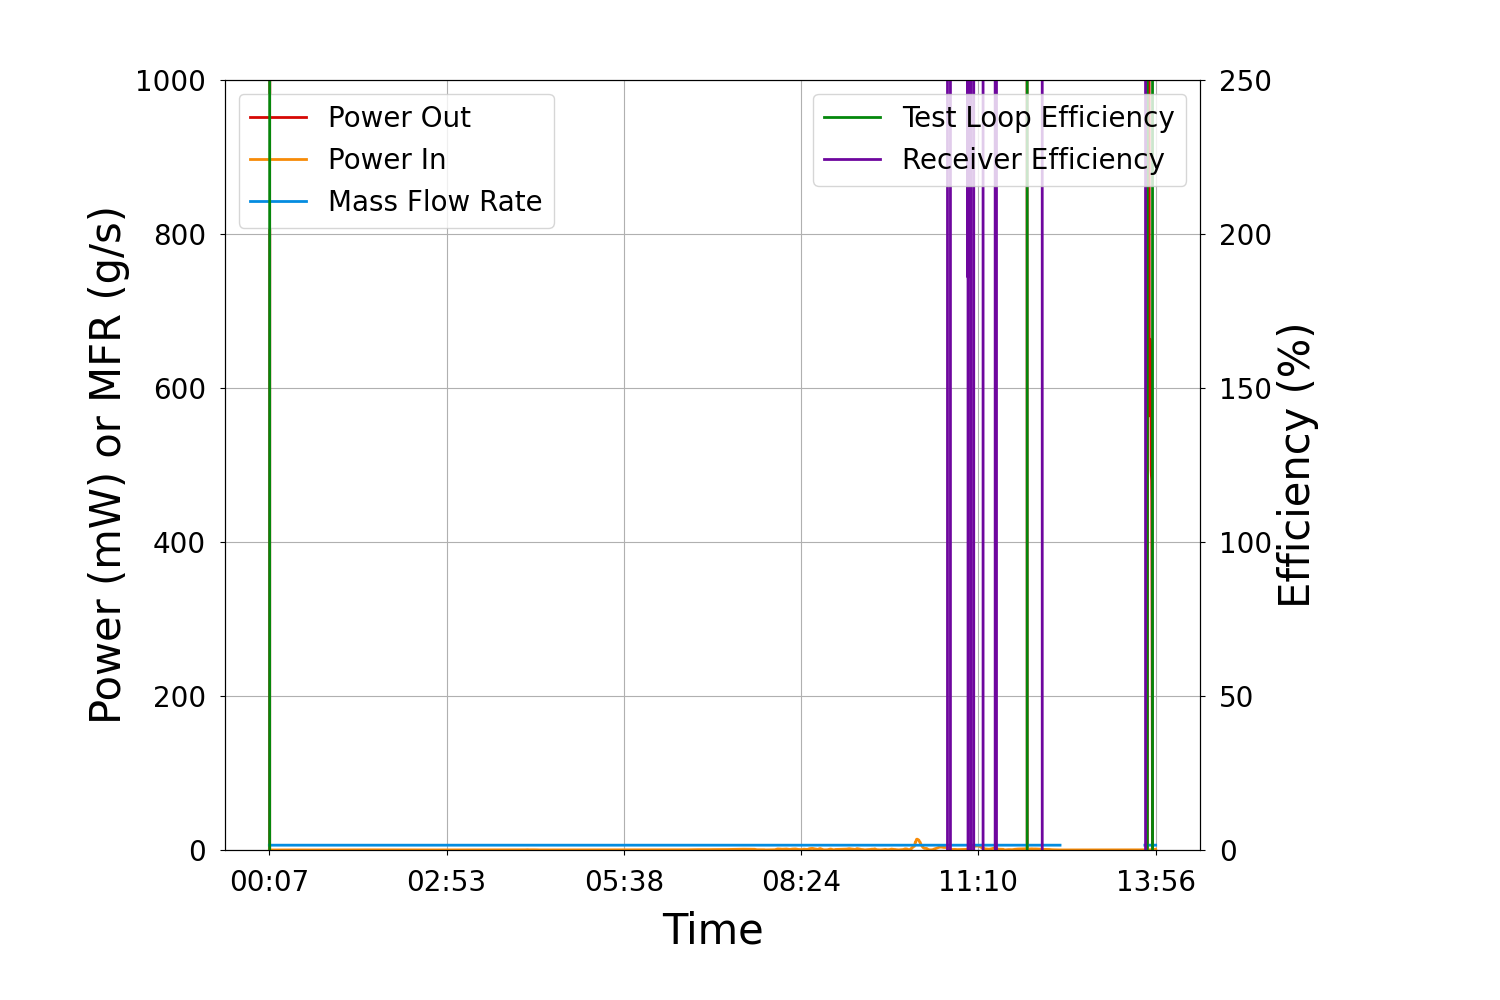 1000
800
600
400
200
0
Power (mW) or MFR (g/s)
Power Out
Power In
Mass Flow Rate
Test Loop Efficiency
Receiver Efficiency
250
200
150
100
50
0
Efficiency (%)
00:07 02:53 05:38 08:24 11:10 13:56
Time